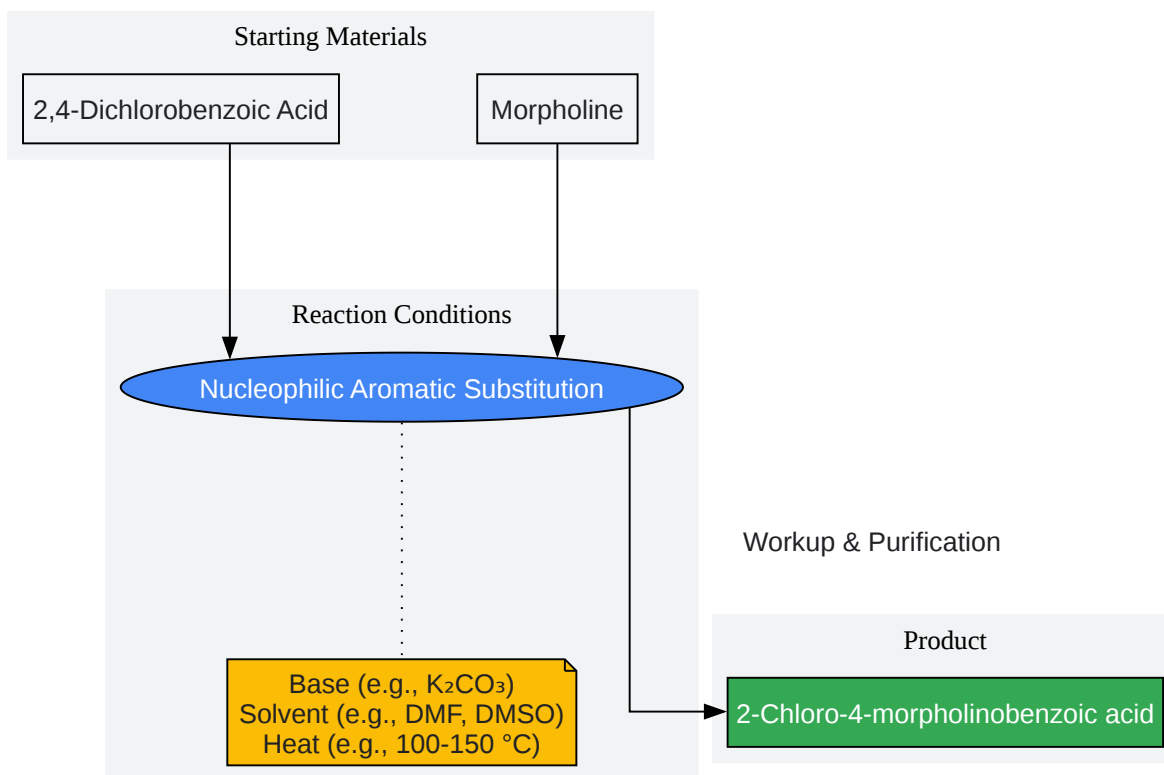 Starting Materials
2,4-Dichlorobenzoic Acid
Morpholine
Reaction Conditions
Nucleophilic Aromatic Substitution
Workup & Purification
Base (e.g., K₂CO₃)
Solvent (e.g., DMF, DMSO)
Heat (e.g., 100-150 °C)
Product
2-Chloro-4-morpholinobenzoic acid